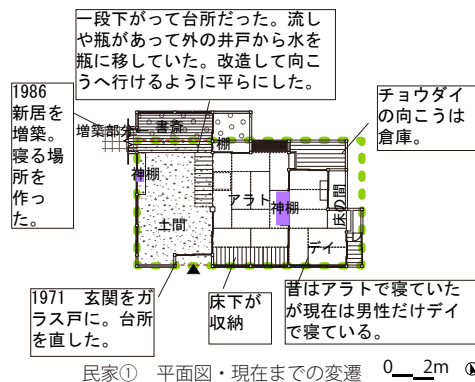 一段下がって台所だった。流し
や瓶があって外の井戸から水を
瓶に移していた。改造して向こ
うへ行けるように平らにした。
1986
新居を
増築。
寝る場
所を
作っ
た。
増築部分
書斎
棚
チョウダイ
の向こうは
倉庫。
神棚
アラト
神棚
床の間
土間
デイ
1971 玄関をガ
ラス戸に。台所
を直した。
床下が
収納
昔はアラトで寝ていた
が現在は男性だけデイ
で寝ている。
民家① 平面図・現在までの変遷 0 2m